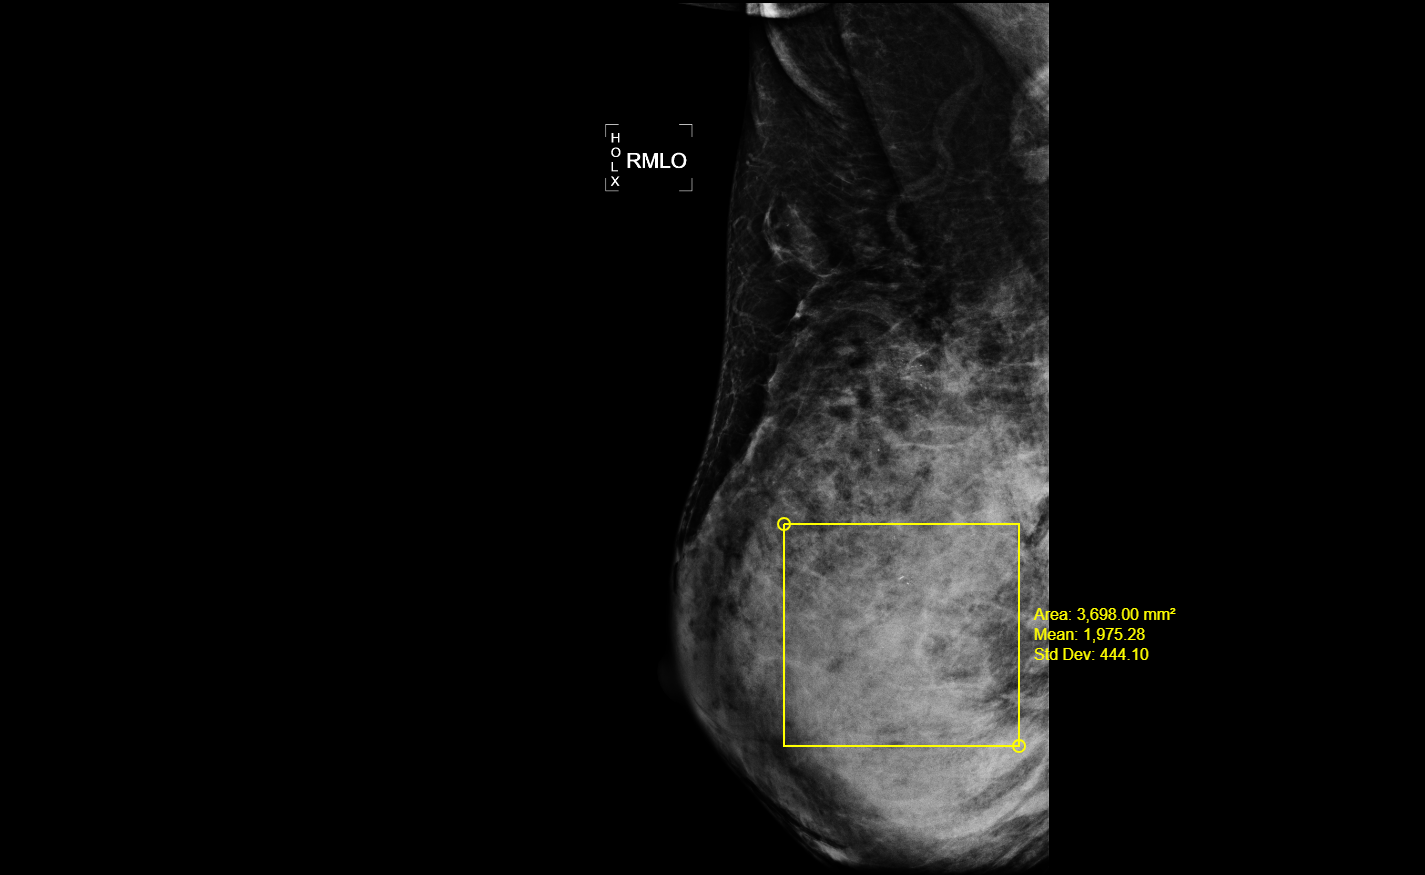 H
O
L
X
RMLO
Area: 3,698.00 mm²
Mean: 1,975.28
Std Dev: 444.10